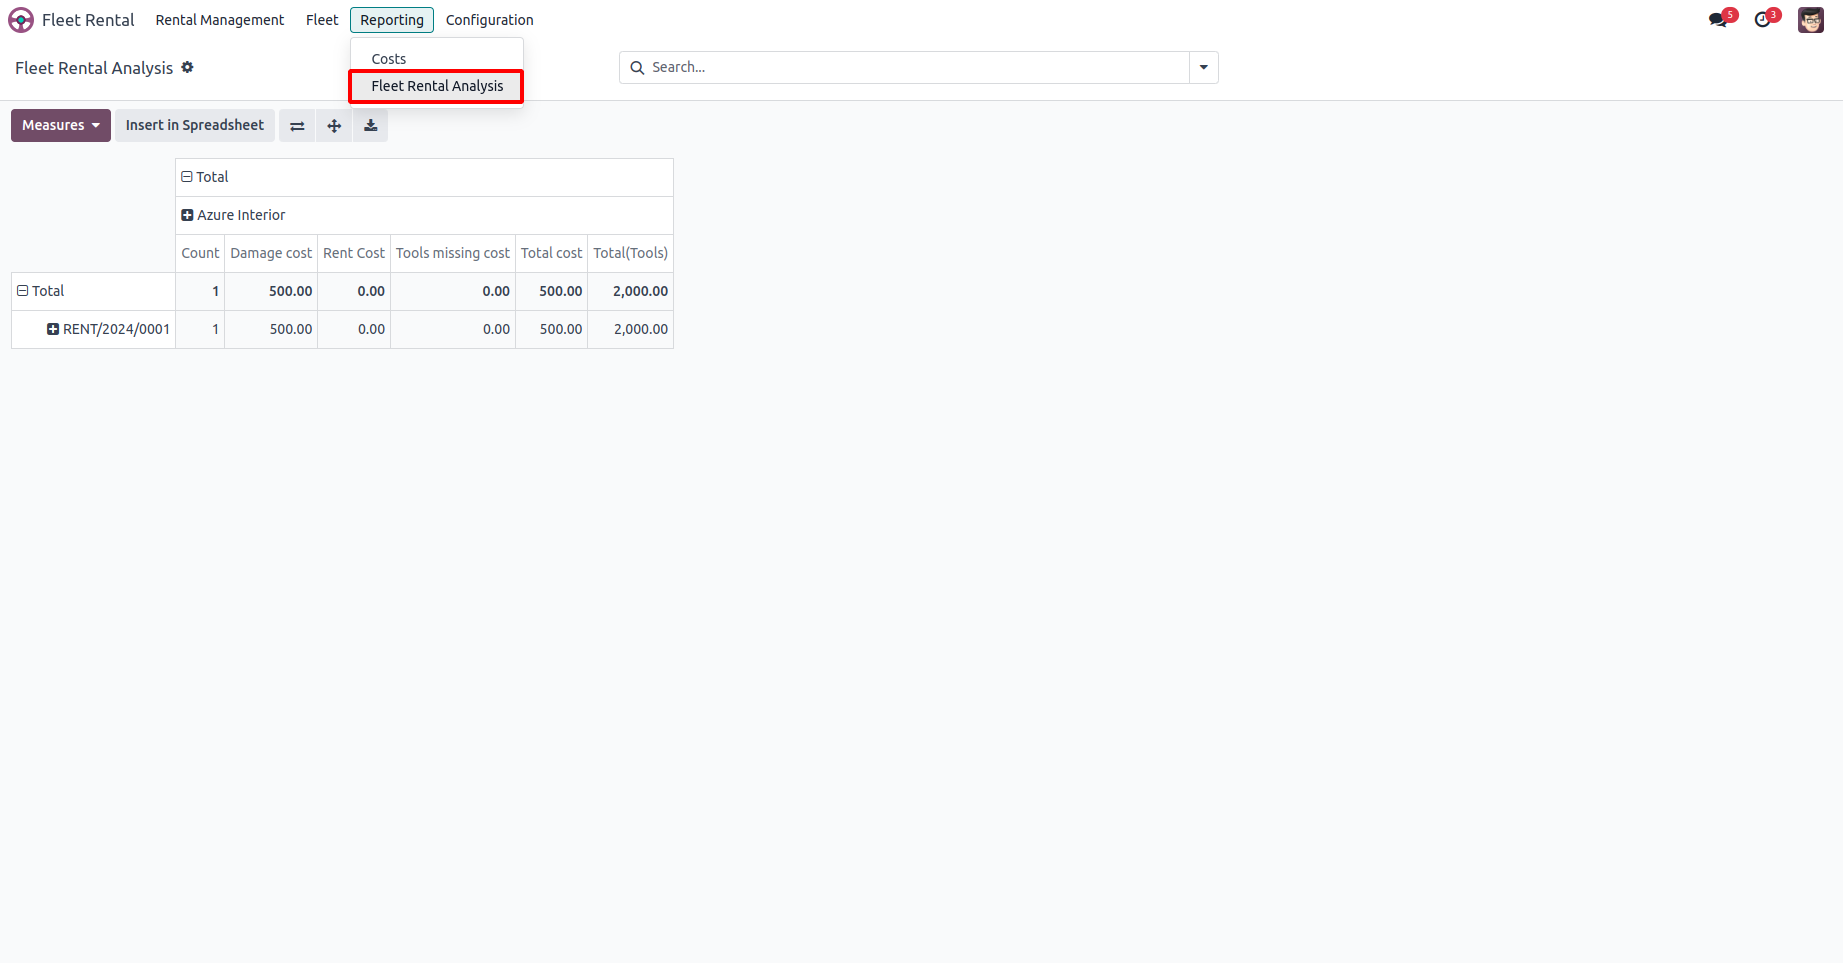 Fleet Rental Rental Management Fleet Reporting Configuration 5 3
Costs
Fleet Rental Analysis
Fleet Rental Analysis Search...
Measures Insert in Spreadsheet
Total
Azure Interior
Count Damage cost Rent Cost Tools missing cost Total cost Total(Tools)
Total 1 500.00 0.00 0.00 500.00 2,000.00
RENT/2024/0001 1 500.00 0.00 0.00 500.00 2,000.00